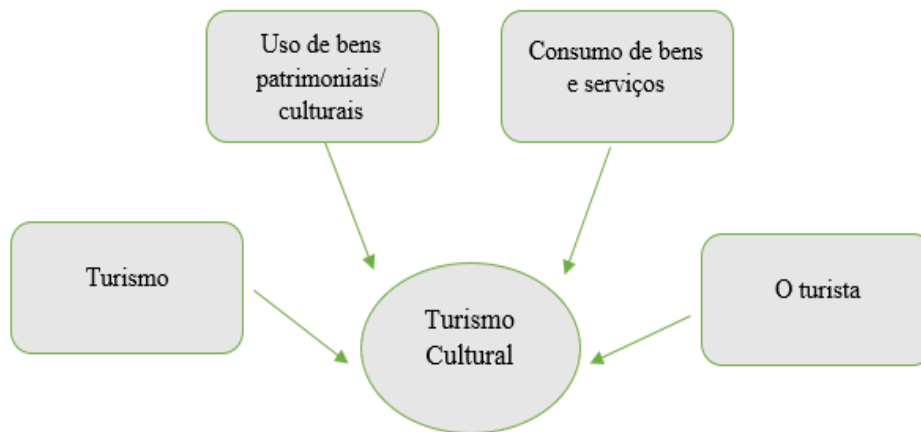 Uso de bens
patrimoniais/
culturais
Consumo de bens
e serviços
Turismo
O turista
Turismo
Cultural